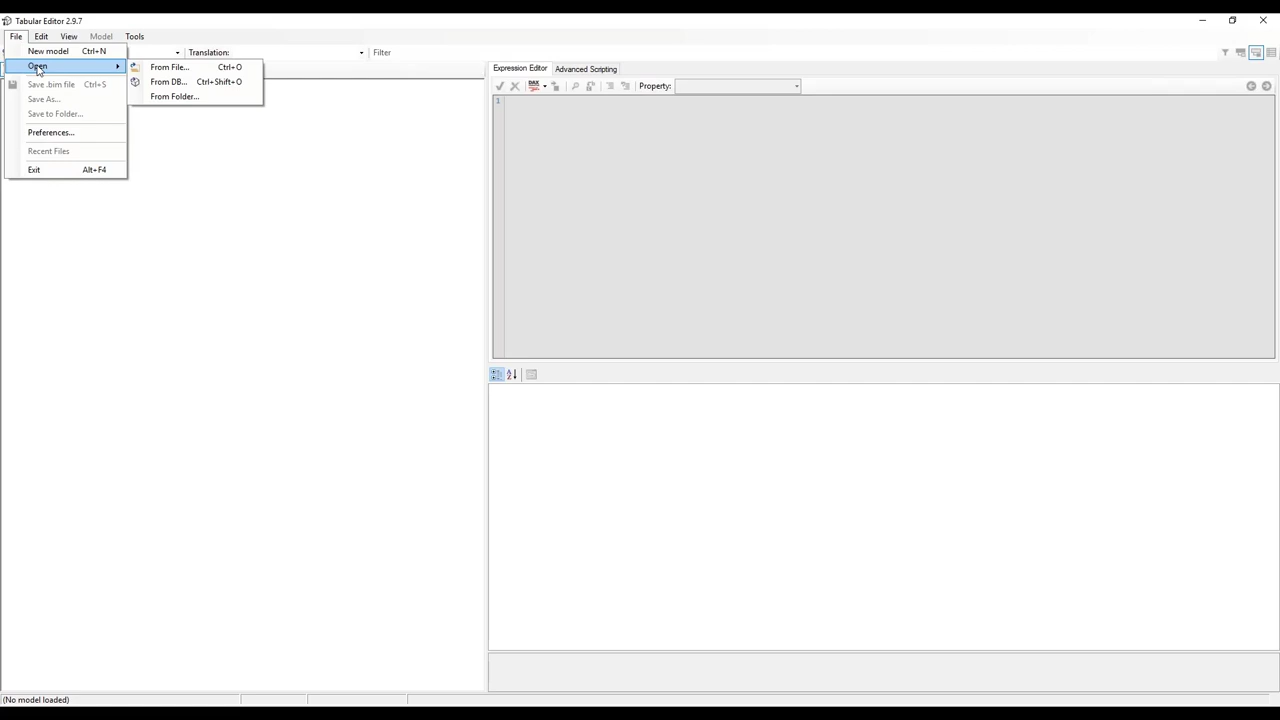 Tabular Editor 2.9.7
File Edit View Model Tools
New model Ctrl+N
Translation:
Filter
Open
From File... Ctrl+O
From DB... Ctrl+Shift+O
From Folder...
Save .bim file Ctrl+S
Save As...
Save to Folder...
Preferences...
Recent Files
Exit Alt+F4
Expression Editor Advanced Scripting
DAX
Property:
1
(No model loaded)